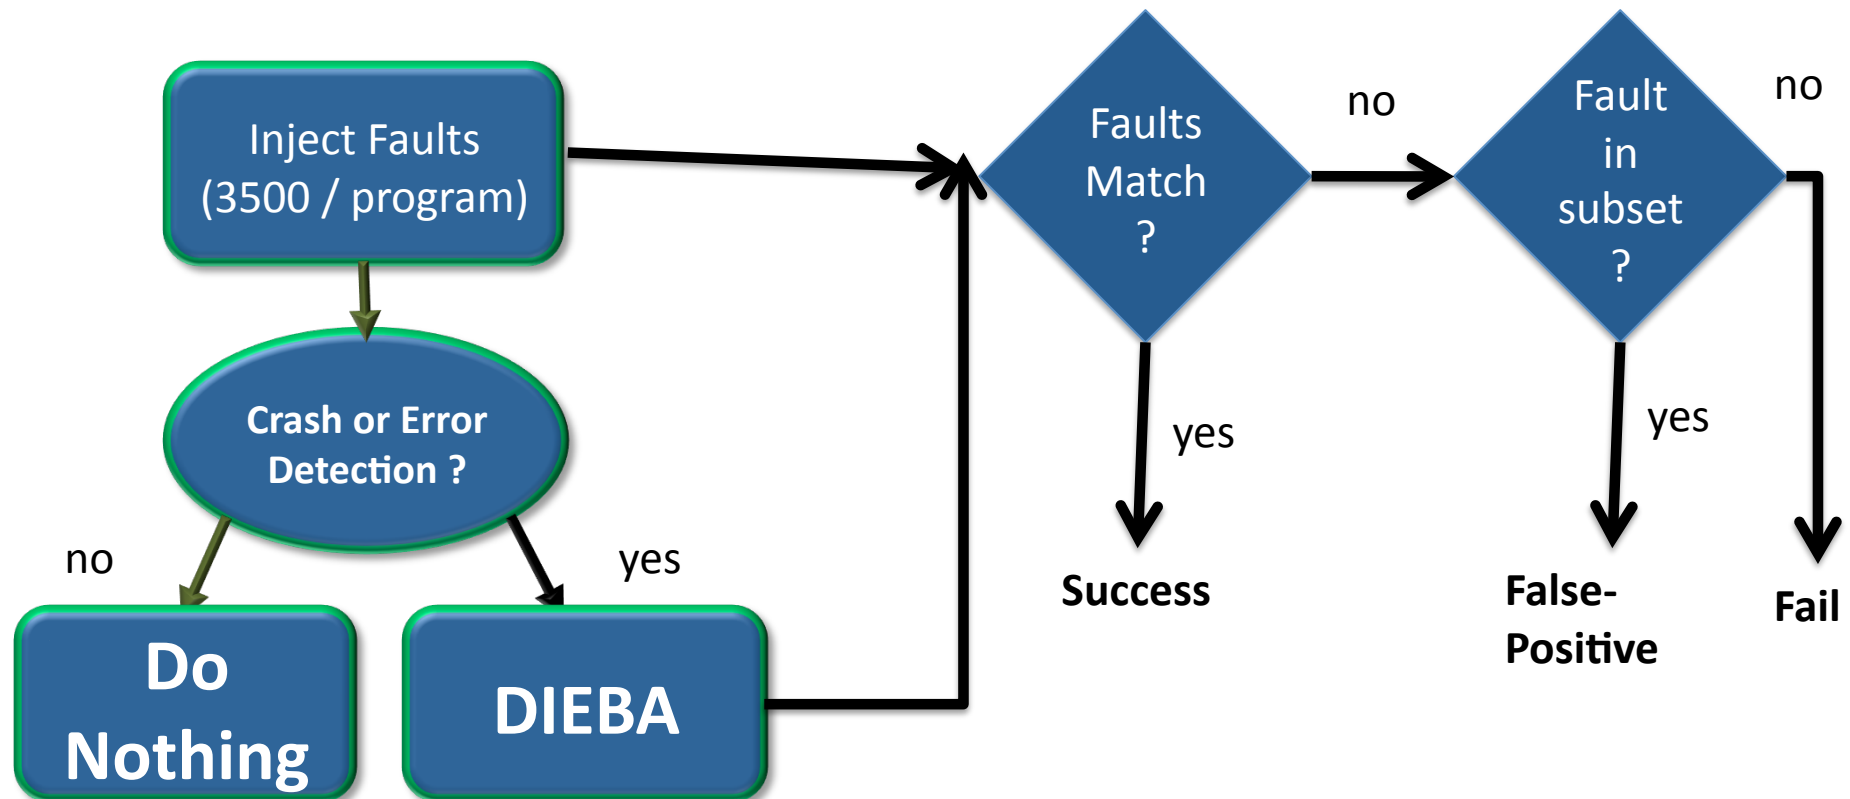 Inject Faults
(3500 / program)
Crash or Error
Detection ?
no
yes
Do
Nothing
DIEBA
Faults
Match
?
no
yes
Success
Fault
in
subset
?
no
yes
False-
Positive
Fail